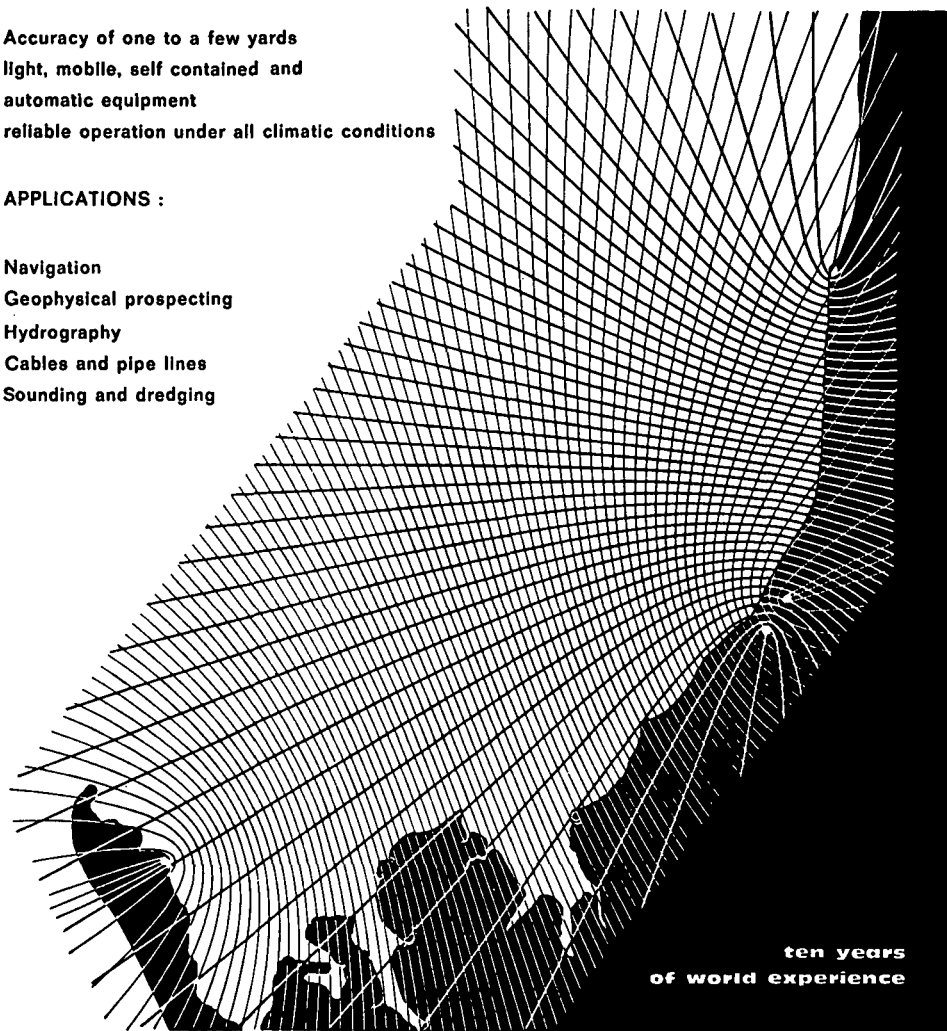 Accuracy of one to a few yards
light, mobile, self contained and
automatic equipment
reliable operation under all climatic conditions
APPLICATIONS :
Navigation
Geophysical prospecting
Hydrography
Cables and pipe lines
Sounding and dredging
ten years
of world experience